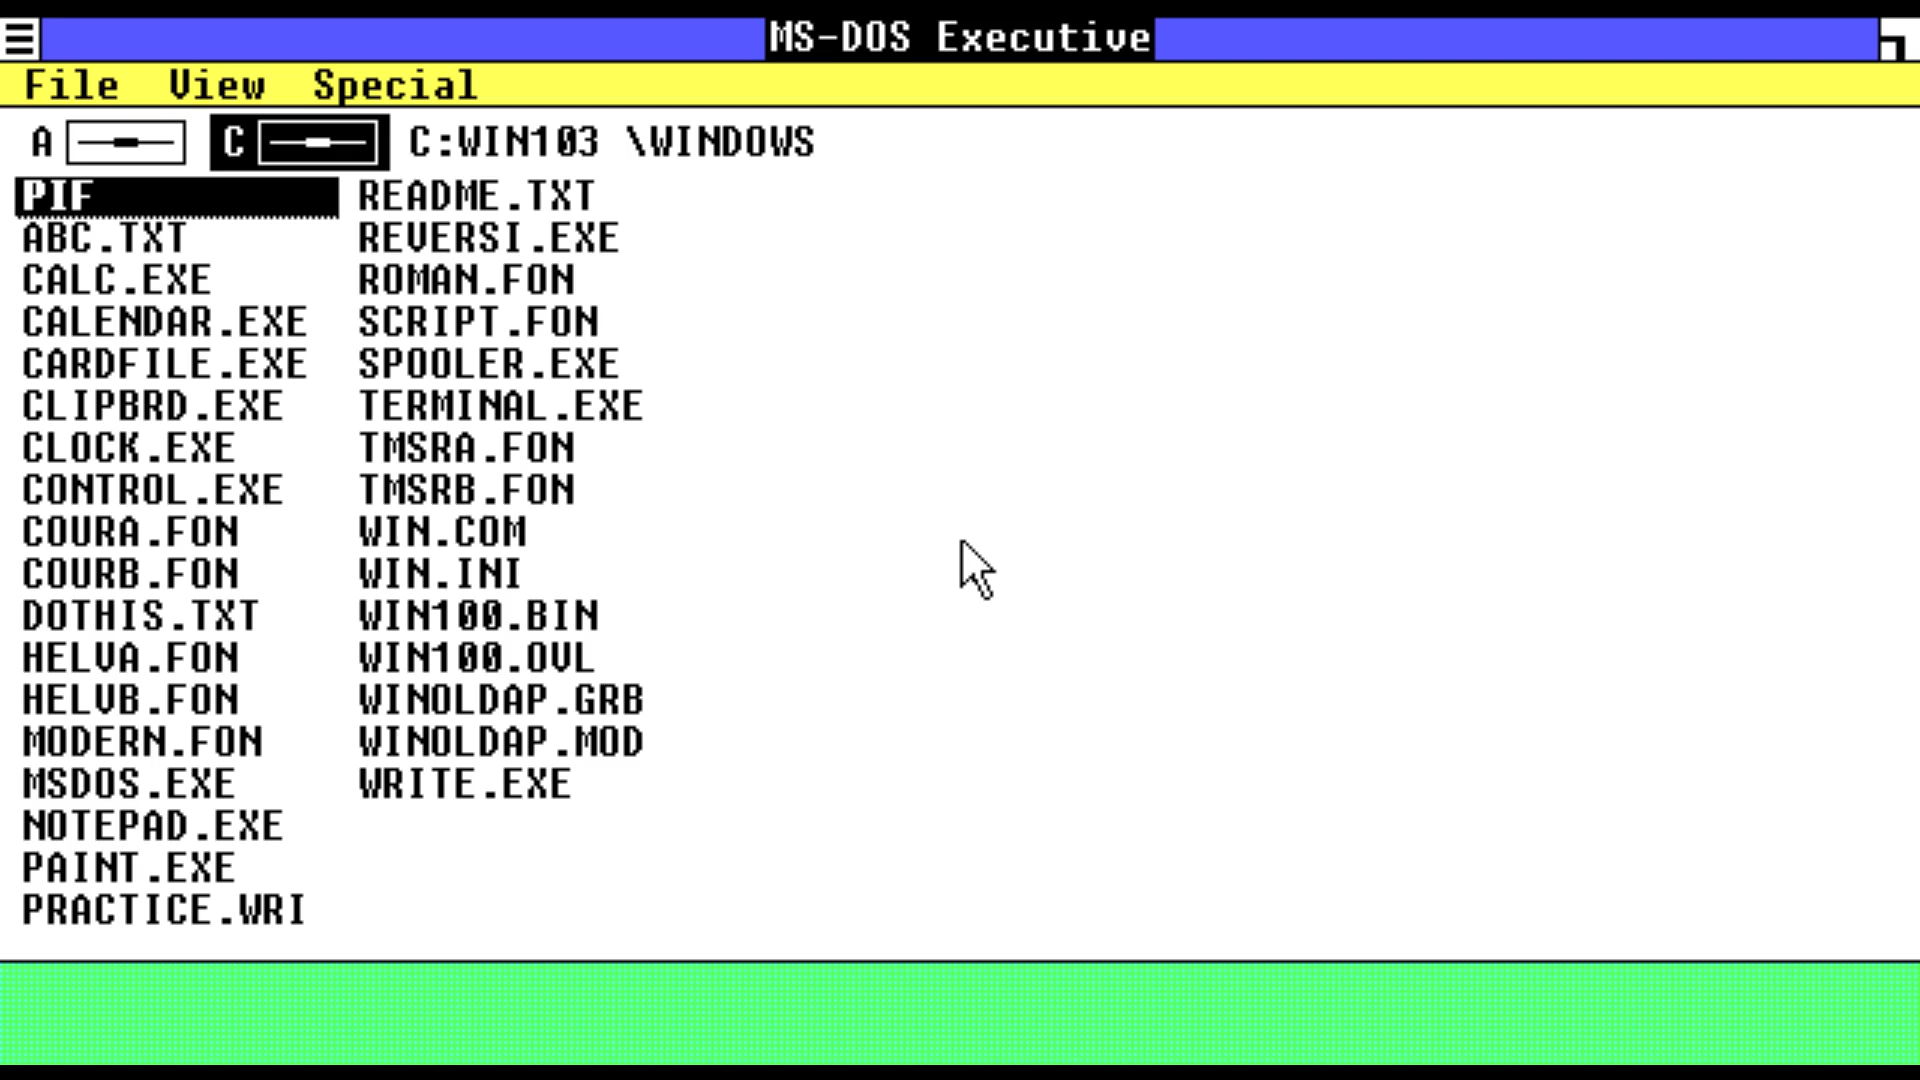 MS-DOS Executive
File View Special
A C C:WIN103 \WINDOWS
PIF
ABC.TXT
CALC.EXE
CALENDAR.EXE
CARDFILE.EXE
CLIPBRD.EXE
CLOCK.EXE
CONTROL.EXE
COURA.FON
COURB.FON
DOTHIS.TXT
HELVA.FON
HELVB.FON
MODERN.FON
MSDOS.EXE
NOTEPAD.EXE
PAINT.EXE
PRACTICE.WRI
README.TXT
REVERSI.EXE
ROMAN.FON
SCRIPT.FON
SPOOLER.EXE
TERMINAL.EXE
TMSRA.FON
TMSRB.FON
WIN.COM
WIN.INI
WIN100.BIN
WIN100.OVL
WINOLDAP.GRB
WINOLDAP.MOD
WRITE.EXE